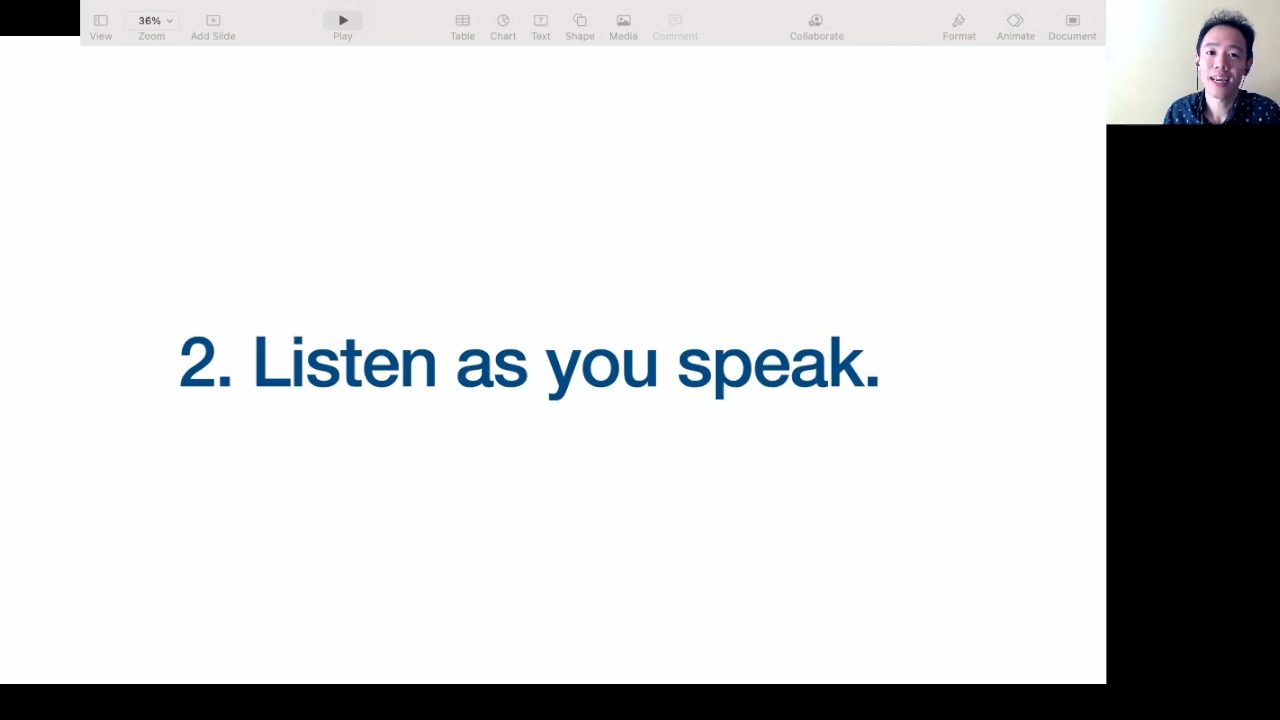 36%
View
Zoom
Add Slide
Play
Table
Chart
Text
Shape
Media
Comment
Collaborate
Format
Animate
Document
2. Listen as you speak.